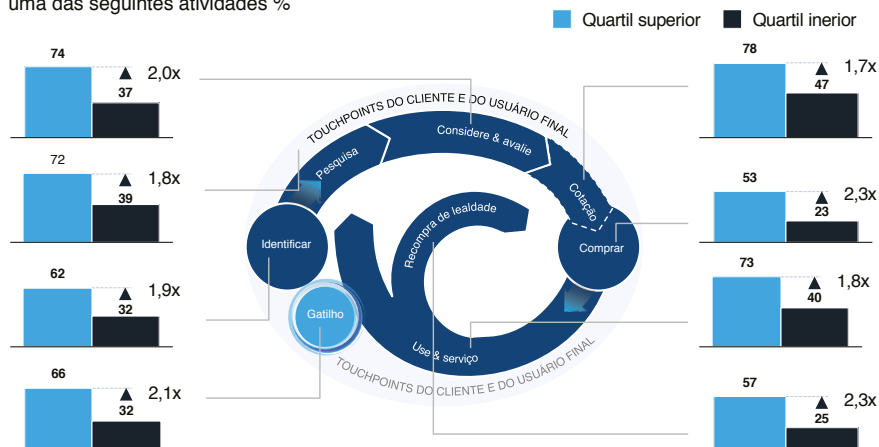 uma das seguintes atividades %
Quartil superior
Quartil inerior
74
37
2,0x
72
39
1,8x
62
32
1,9x
66
32
2,1x
TOUCHPOINTS DO CLIENTE E DO USUÁRIO FINAL
Pesquisa
Considere & avalie
Cotação
Identificar
Recompra de lealdade
Comprar
Gatilho
Use & serviço
TOUCHPOINTS DO CLIENTE E DO USUÁRIO FINAL
78
47
1,7x
53
23
2,3x
73
40
1,8x
57
25
2,3x